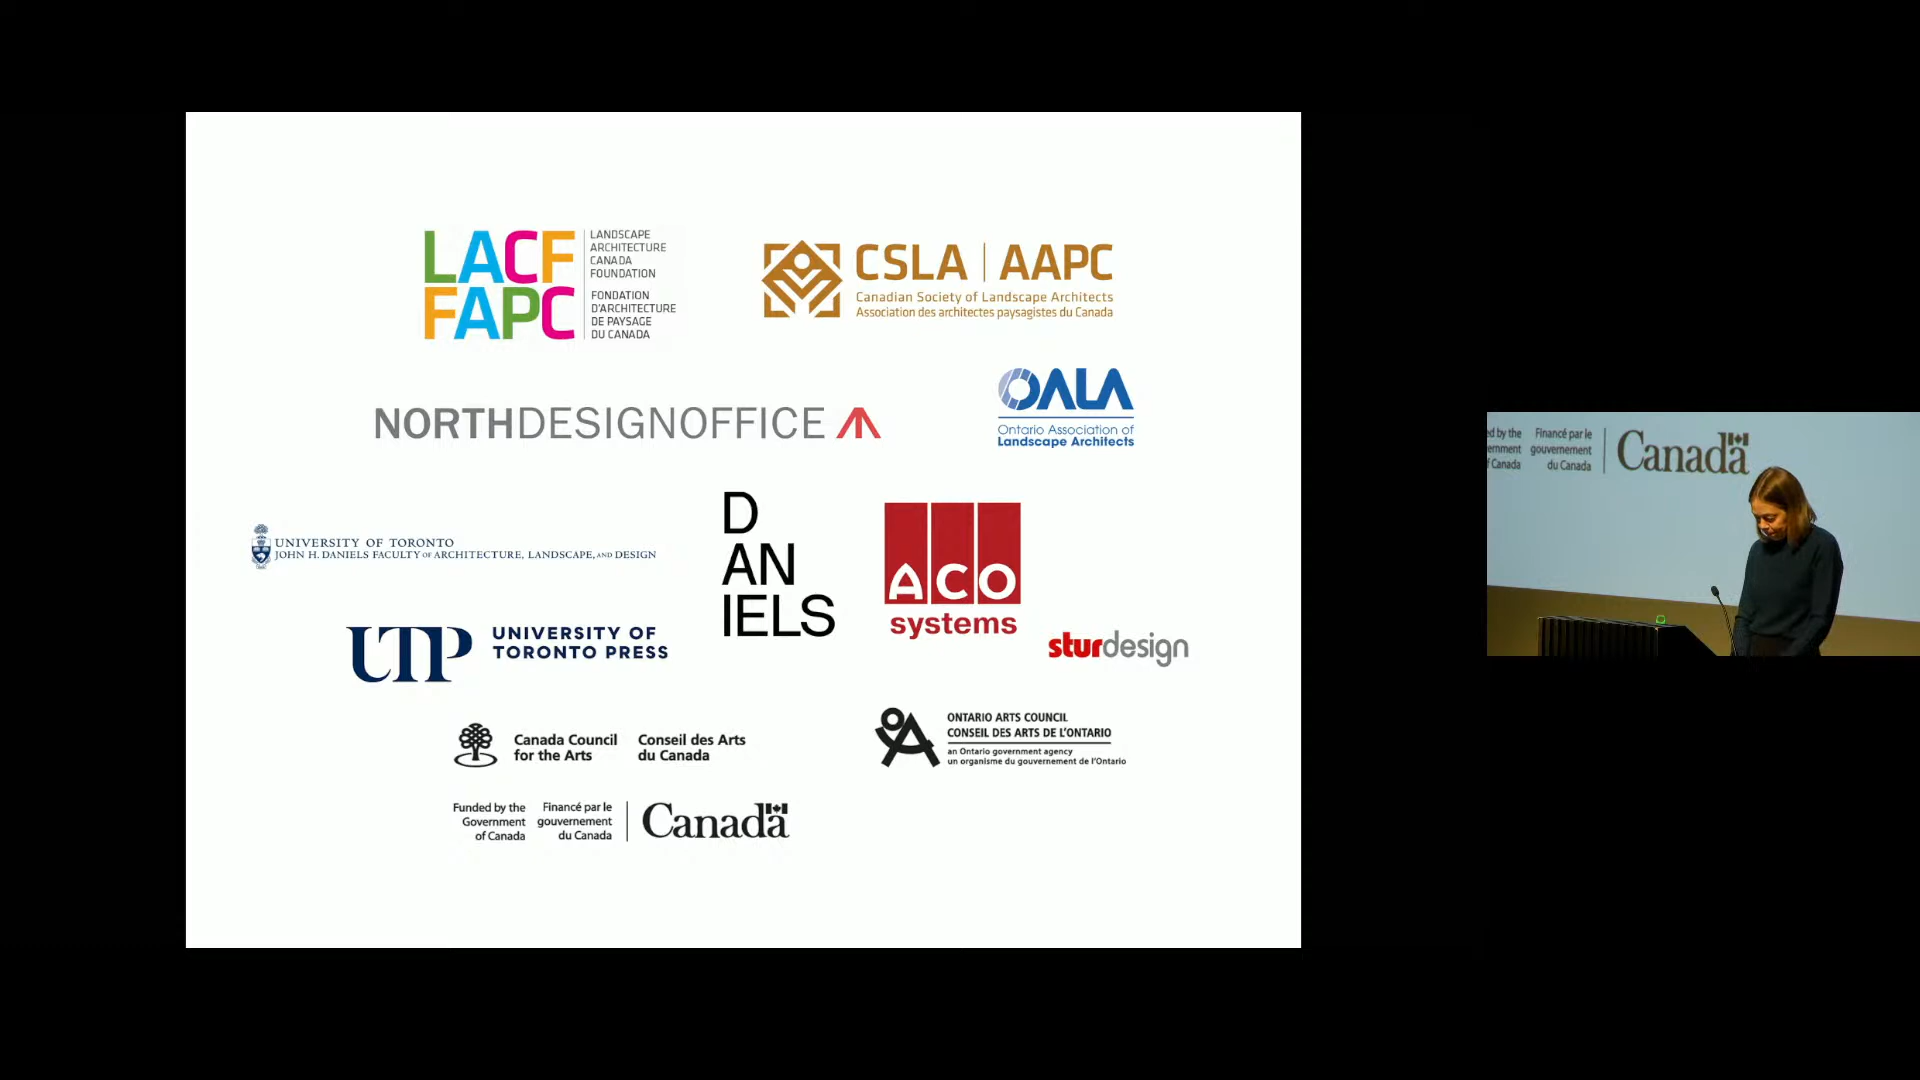 LACF
FAPC
LANDSCAPE
ARCHITECTURE
CANADA
FOUNDATION
FONDATION
D'ARCHITECTURE
DE PAYSAGE
DU CANADA
CSLA | AAPC
Canadian Society of Landscape Architects
Association des architectes paysagistes du Canada
NORTHDESIGNOFFICE
OALA
Ontario Association of
Landscape Architects
UNIVERSITY OF TORONTO
JOHN H. DANIELS FACULTY OF ARCHITECTURE, LANDSCAPE, AND DESIGN
D
AN
IELS
ACO
systems
UTP
UNIVERSITY OF
TORONTO PRESS
sturdesign
Canada Council
for the Arts
Conseil des Arts
du Canada
ONTARIO ARTS COUNCIL
CONSEIL DES ARTS DE L'ONTARIO
an Ontario government agency
un organisme du gouvernement de l'Ontario
Funded by the
Government
of Canada
Financé par le
gouvernement
du Canada
Canada
ed by the
ernment
f Canada
Financé par le
gouvernement
du Canada
Canada